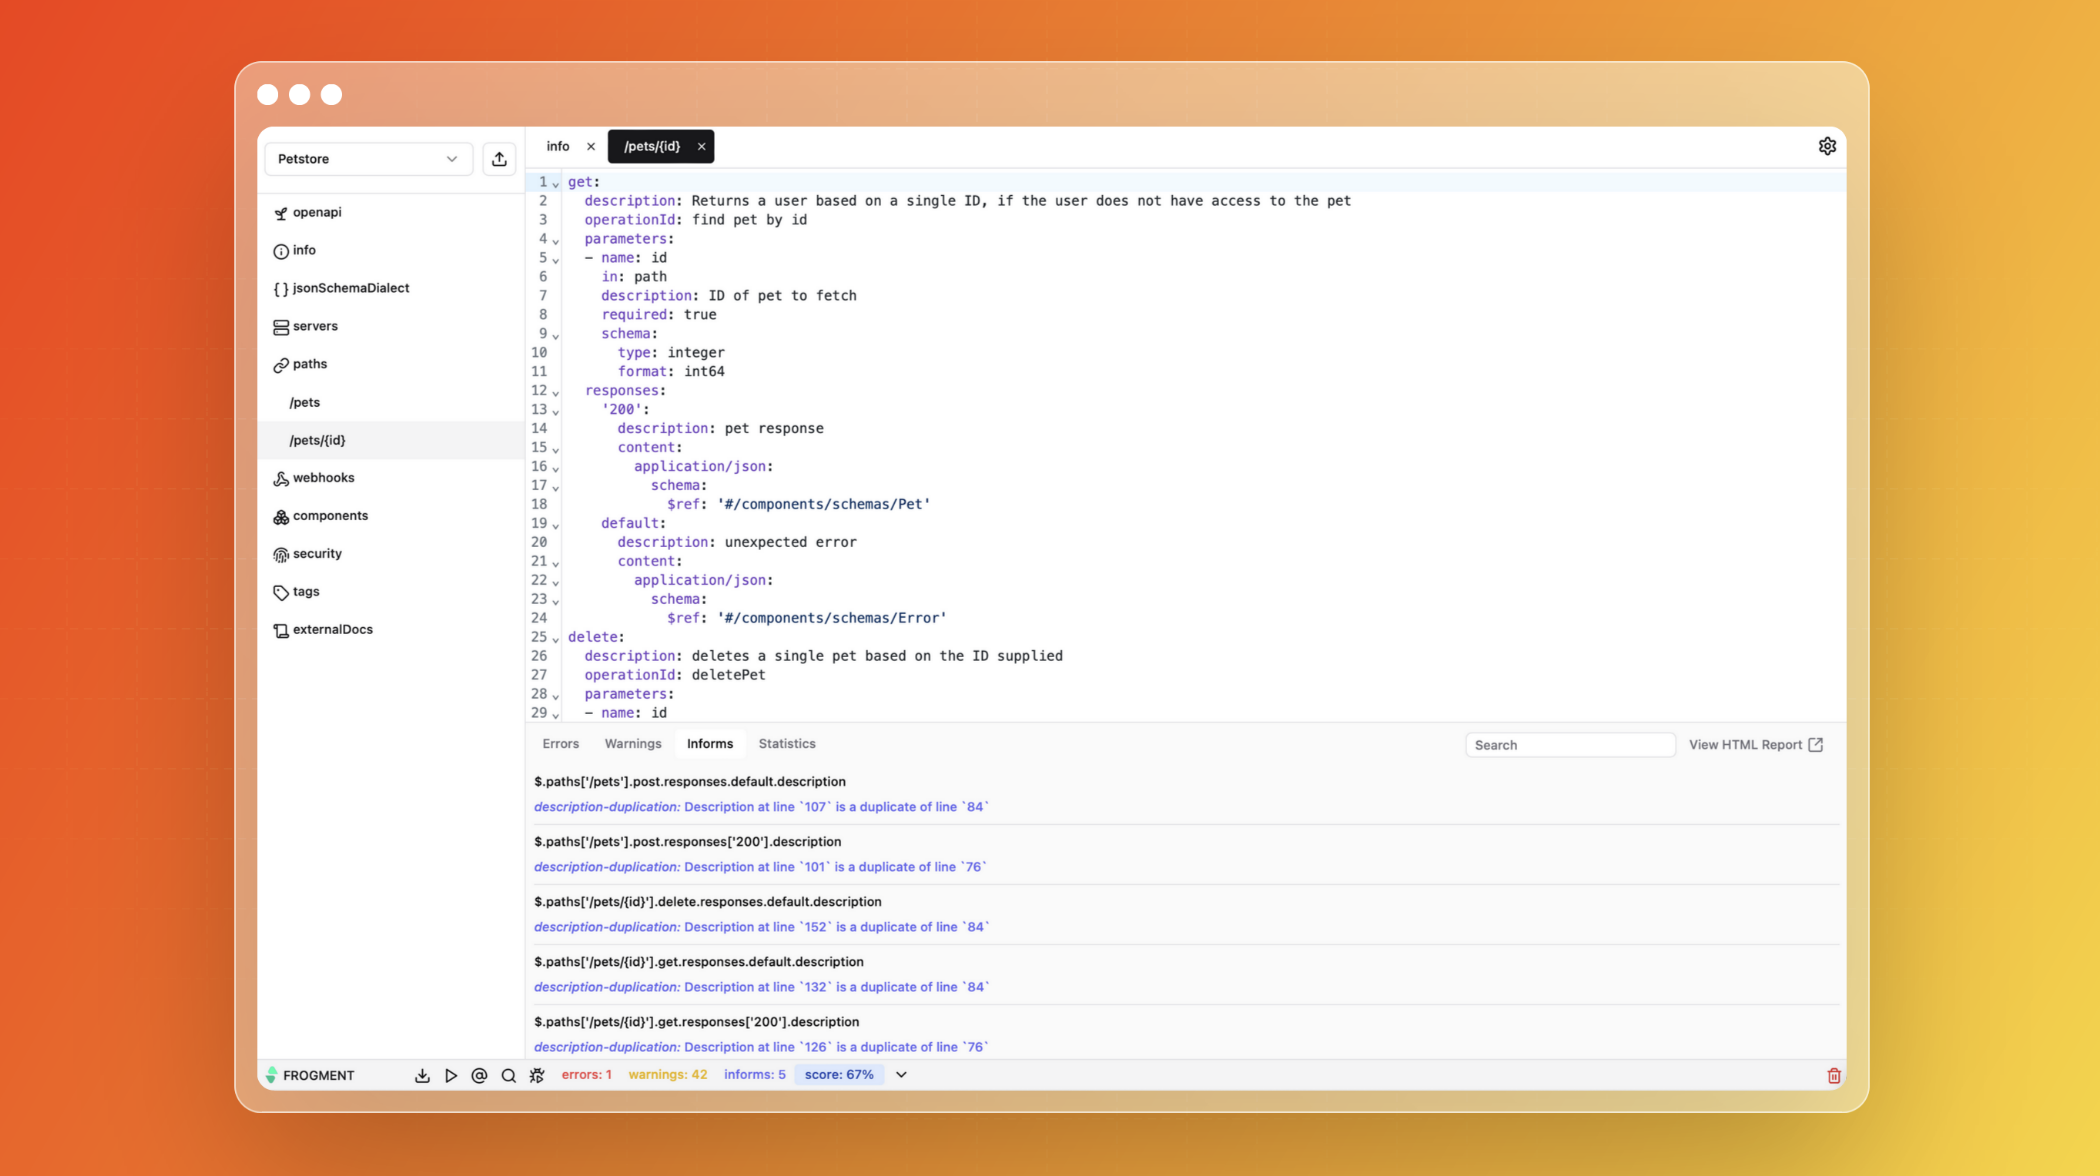 Petstore
openapi
info
{ } jsonSchemaDialect
servers
paths
/pets
/pets/{id}
webhooks
components
security
tags
externalDocs
info ×
/pets/{id} ×
1 get:
2   description: Returns a user based on a single ID, if the user does not have access to the pet
3   operationId: find pet by id
4   parameters:
5   - name: id
6     in: path
7     description: ID of pet to fetch
8     required: true
9     schema:
10       type: integer
11       format: int64
12   responses:
13     '200':
14       description: pet response
15       content:
16         application/json:
17           schema:
18             $ref: '#/components/schemas/Pet'
19     default:
20       description: unexpected error
21       content:
22         application/json:
23           schema:
24             $ref: '#/components/schemas/Error'
25 delete:
26   description: deletes a single pet based on the ID supplied
27   operationId: deletePet
28   parameters:
29   - name: id
Errors Warnings Informs Statistics Search View HTML Report
$.paths['/pets'].post.responses.default.description
description-duplication: Description at line `107` is a duplicate of line `84`
$.paths['/pets'].post.responses['200'].description
description-duplication: Description at line `101` is a duplicate of line `76`
$.paths['/pets/{id}'].delete.responses.default.description
description-duplication: Description at line `152` is a duplicate of line `84`
$.paths['/pets/{id}'].get.responses.default.description
description-duplication: Description at line `132` is a duplicate of line `84`
$.paths['/pets/{id}'].get.responses['200'].description
description-duplication: Description at line `126` is a duplicate of line `76`
FROGMENT errors: 1 warnings: 42 informs: 5 score: 67%